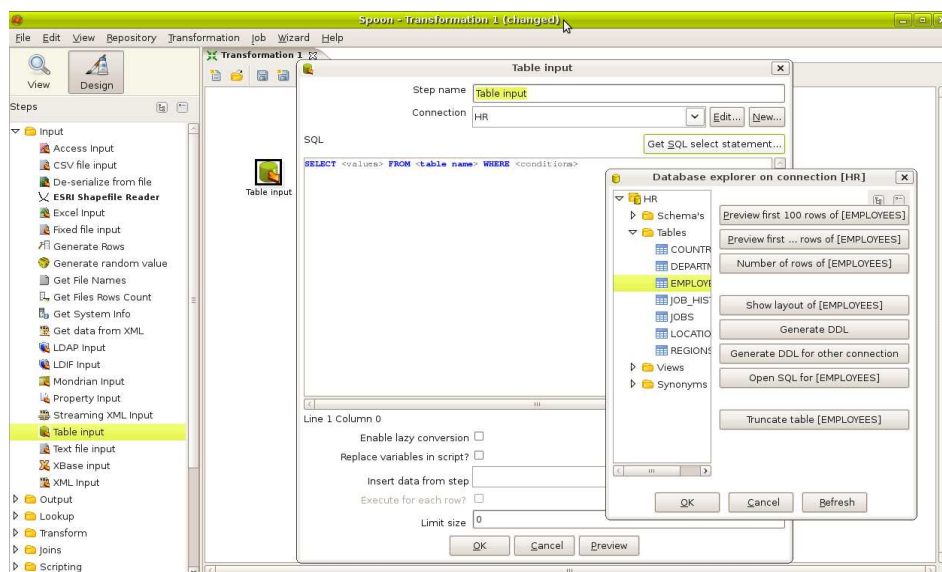 Spoon - Transformation 1 (changed)
File Edit View Repository Transformation Job Wizard Help
View
Design
Steps
Input
Access Input
CSV file input
De-serialize from file
ESRI Shapefile Reader
Excel Input
Fixed file input
Generate Rows
Generate random value
Get File Names
Get Files Rows Count
Get System Info
Get data from XML
LDAP Input
LDIF Input
Mondrian Input
Property Input
Streaming XML Input
Table input
Text file input
XBase input
XML Input
Output
Lookup
Transform
Joins
Scripting
Transformation 1
Table input
Table input
Step name Table input
Connection HR Edit... New...
SQL Get SQL select statement...
SELECT <values> FROM <table name> WHERE <conditions>
Line 1 Column 0
Enable lazy conversion
Replace variables in script?
Insert data from step
Execute for each row?
Limit size 0
OK Cancel Preview
Database explorer on connection [HR]
HR
Schema's
Tables
COUNTR
DEPARTN
EMPLOYE
JOB_HIS
JOBS
LOCATIO
REGIONS
Views
Synonyms
Preview first 100 rows of [EMPLOYEES]
Preview first ... rows of [EMPLOYEES]
Number of rows of [EMPLOYEES]
Show layout of [EMPLOYEES]
Generate DDL
Generate DDL for other connection
Open SQL for [EMPLOYEES]
Truncate table [EMPLOYEES]
OK Cancel Refresh